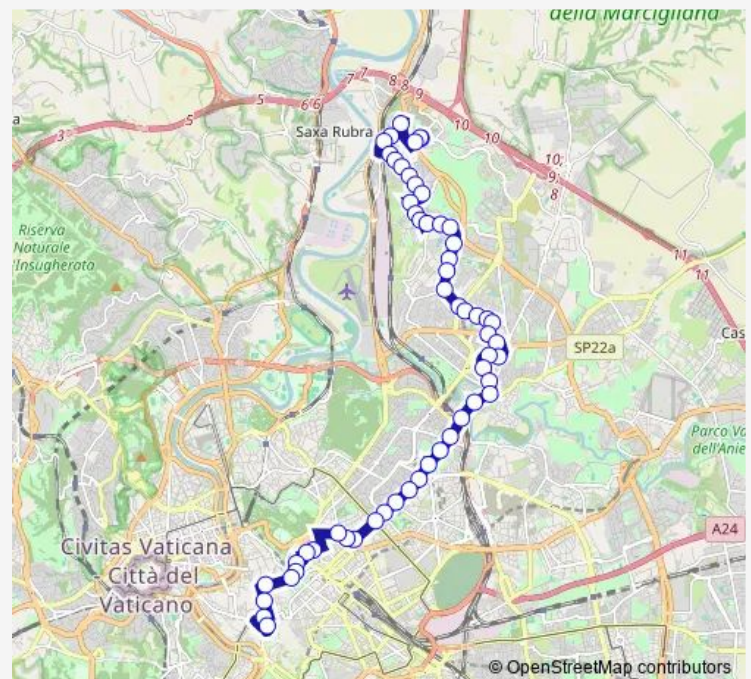 della Marcigliana
7
7
8 8 9
6 6
5
5
10
3
Saxa Rubra
10
10,
9,
8
Riserva
Naturale
'Insugherata
11
11
Cas
SP22a
Parco Va
dell'Anie
A24
Civitas Vaticana
Città del
Vaticano
© OpenStreetMap contributors